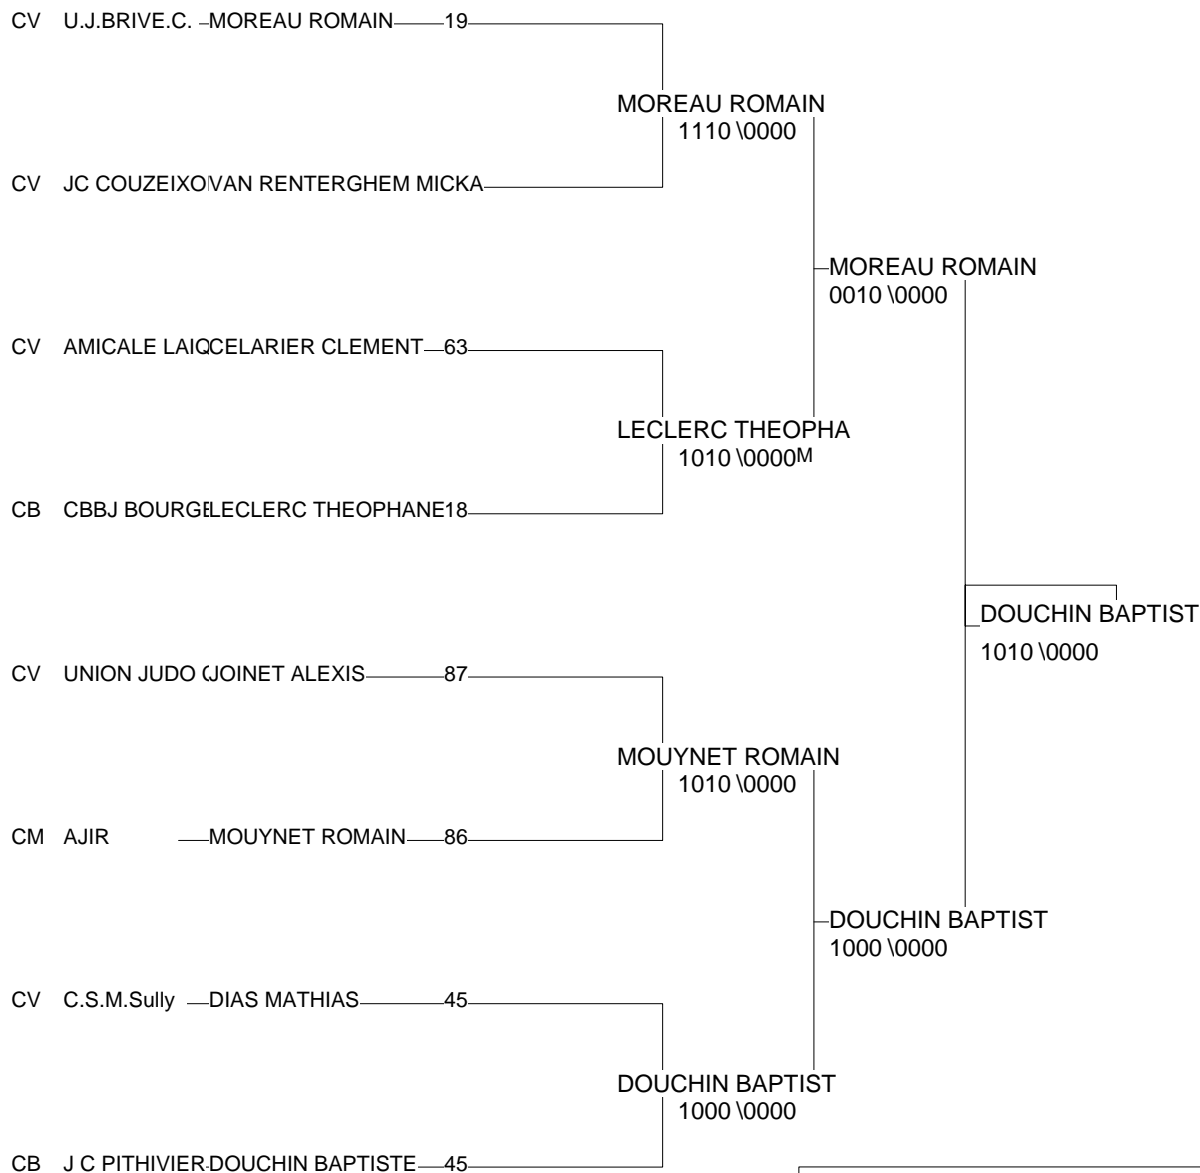 CV U.J.BRIVE.C. MOREAU ROMAIN 19
MOREAU ROMAIN
1110 \0000
CV JC COUZEIXO VAN RENTERGHEM MICKA
MOREAU ROMAIN
0010 \0000
CV AMICALE LAIQ CELARIER CLEMENT 63
LECLERC THEOPHA
1010 \0000 M
CB CBBJ BOURGE LECLERC THEOPHANE 18
DOUCHIN BAPTIST
1010 \0000
CV UNION JUDO JOINET ALEXIS 87
MOUYNET ROMAIN
1010 \0000
CM AJIR MOUYNET ROMAIN 86
DOUCHIN BAPTIST
1000 \0000
CV C.S.M.Sully DIAS MATHIAS 45
DOUCHIN BAPTIST
1000 \0000
CB J C PITHIVIER DOUCHIN BAPTISTE 45